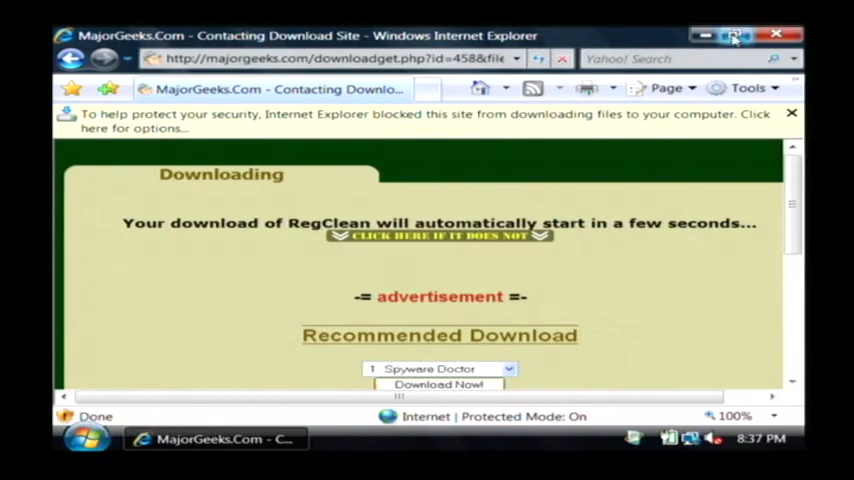 MajorGeeks.Com - Contacting Download Site - Windows Internet Explorer
http://majorgeeks.com/downloadget.php?id=458&file
Yahoo! Search
MajorGeeks.Com - Contacting Downlo...
Page
Tools
To help protect your security, Internet Explorer blocked this site from downloading files to your computer. Click
here for options...
Downloading
Your download of RegClean will automatically start in a few seconds...
CLICK HERE IF IT DOES NOT
-= advertisement =-
Recommended Download
1 Spyware Doctor
Download Now!
Done
Internet | Protected Mode: On
100%
MajorGeeks.Com - C...
8:37 PM